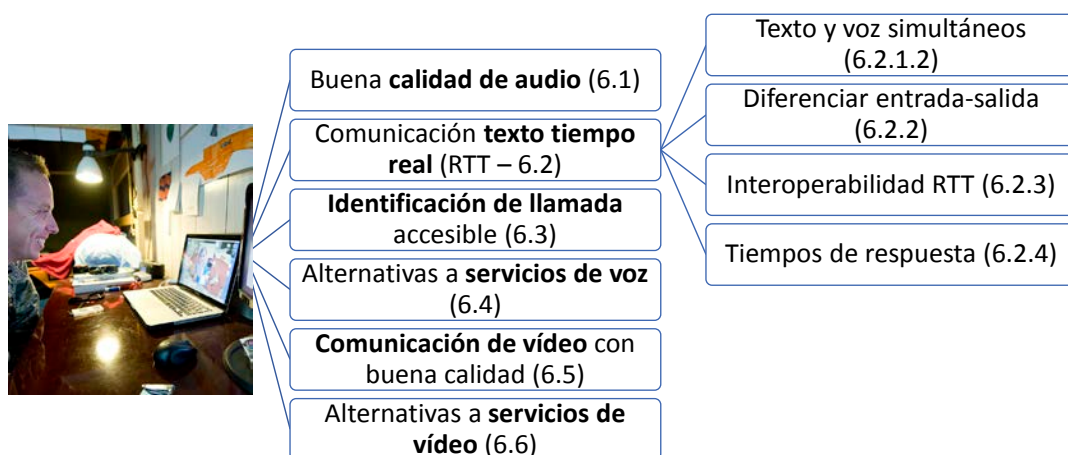 Buena calidad de audio (6.1)
Comunicación texto tiempo
real (RTT – 6.2)
Identificación de llamada
accesible (6.3)
Alternativas a servicios de voz
(6.4)
Comunicación de vídeo con
buena calidad (6.5)
Alternativas a servicios de
vídeo (6.6)
Texto y voz simultáneos
(6.2.1.2)
Diferenciar entrada-salida
(6.2.2)
Interoperabilidad RTT (6.2.3)
Tiempos de respuesta (6.2.4)